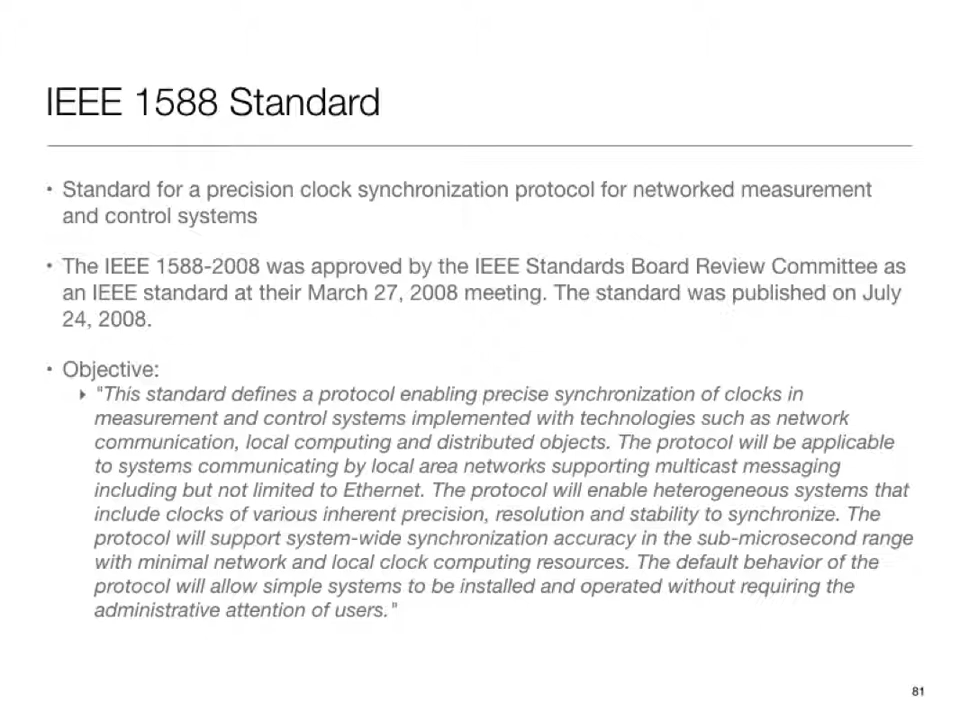 IEEE 1588 Standard
• Standard for a precision clock synchronization protocol for networked measurement
and control systems
• The IEEE 1588-2008 was approved by the IEEE Standards Board Review Committee as
an IEEE standard at their March 27, 2008 meeting. The standard was published on July
24, 2008.
• Objective:
‣ "This standard defines a protocol enabling precise synchronization of clocks in
measurement and control systems implemented with technologies such as network
communication, local computing and distributed objects. The protocol will be applicable
to systems communicating by local area networks supporting multicast messaging
including but not limited to Ethernet. The protocol will enable heterogeneous systems that
include clocks of various inherent precision, resolution and stability to synchronize. The
protocol will support system-wide synchronization accuracy in the sub-microsecond range
with minimal network and local clock computing resources. The default behavior of the
protocol will allow simple systems to be installed and operated without requiring the
administrative attention of users."
81